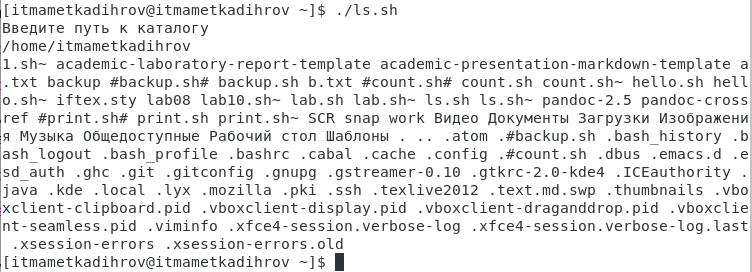 [itmametkadihrov@itmametkadihrov ~]$ ./ls.sh
Введите путь к каталогу
/home/itmametkadihrov
1.sh~ academic-laboratory-report-template academic-presentation-markdown-template a
.txt backup #backup.sh# backup.sh b.txt #count.sh# count.sh count.sh~ hello.sh hell
o.sh~ iftex.sty lab08 lab10.sh~ lab.sh lab.sh~ ls.sh ls.sh~ pandoc-2.5 pandoc-cross
ref #print.sh# print.sh print.sh~ SCR snap work Видео Документы Загрузки Изображени
я Музыка Общедоступные Рабочий стол Шаблоны . .. .atom .#backup.sh .bash_history .b
ash_logout .bash_profile .bashrc .cabal .cache .config .#count.sh .dbus .emacs.d .e
sd_auth .ghc .git .gitconfig .gnupg .gstreamer-0.10 .gtkrc-2.0-kde4 .ICEauthority .
java .kde .local .lyx .mozilla .pki .ssh .texlive2012 .text.md.swp .thumbnails .vbo
xclient-clipboard.pid .vboxclient-display.pid .vboxclient-draganddrop.pid .vboxclie
nt-seamless.pid .viminfo .xfce4-session.verbose-log .xfce4-session.verbose-log.last
.xsession-errors .xsession-errors.old
[itmametkadihrov@itmametkadihrov ~]$